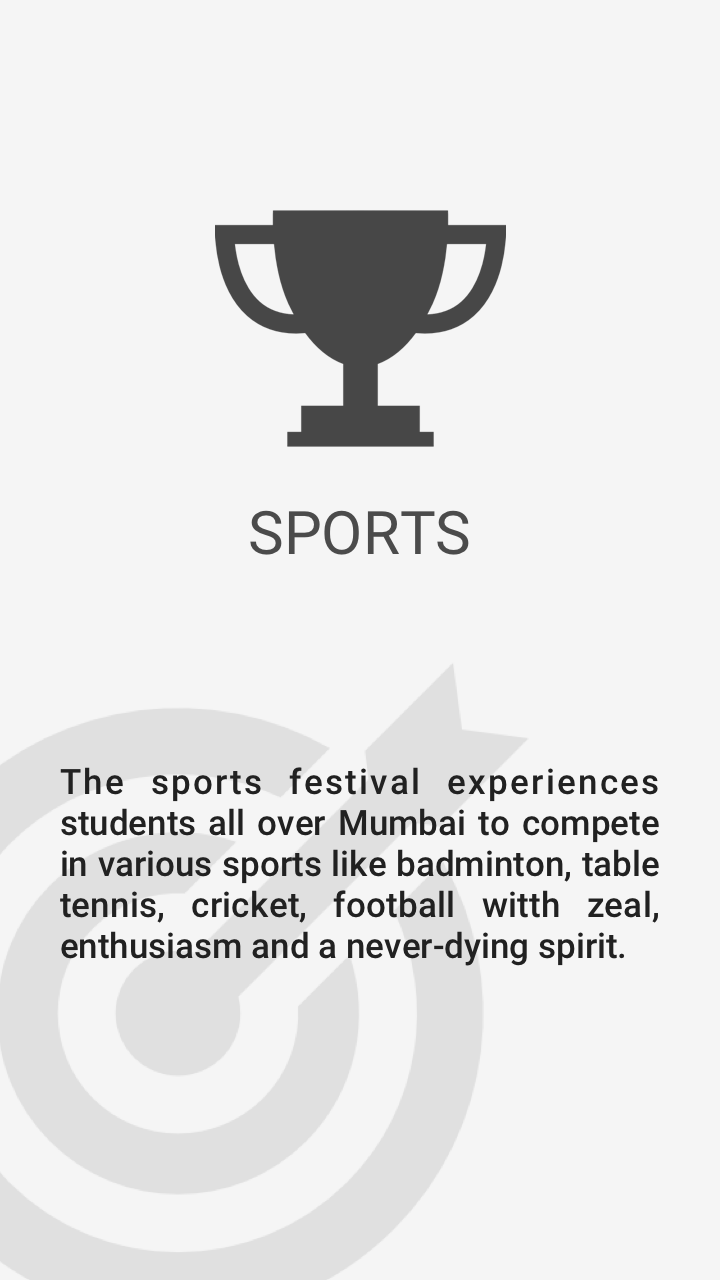 SPORTS
The sports festival experiences
students all over Mumbai to compete
in various sports like badminton, table
tennis, cricket, football witth zeal,
enthusiasm and a never-dying spirit.